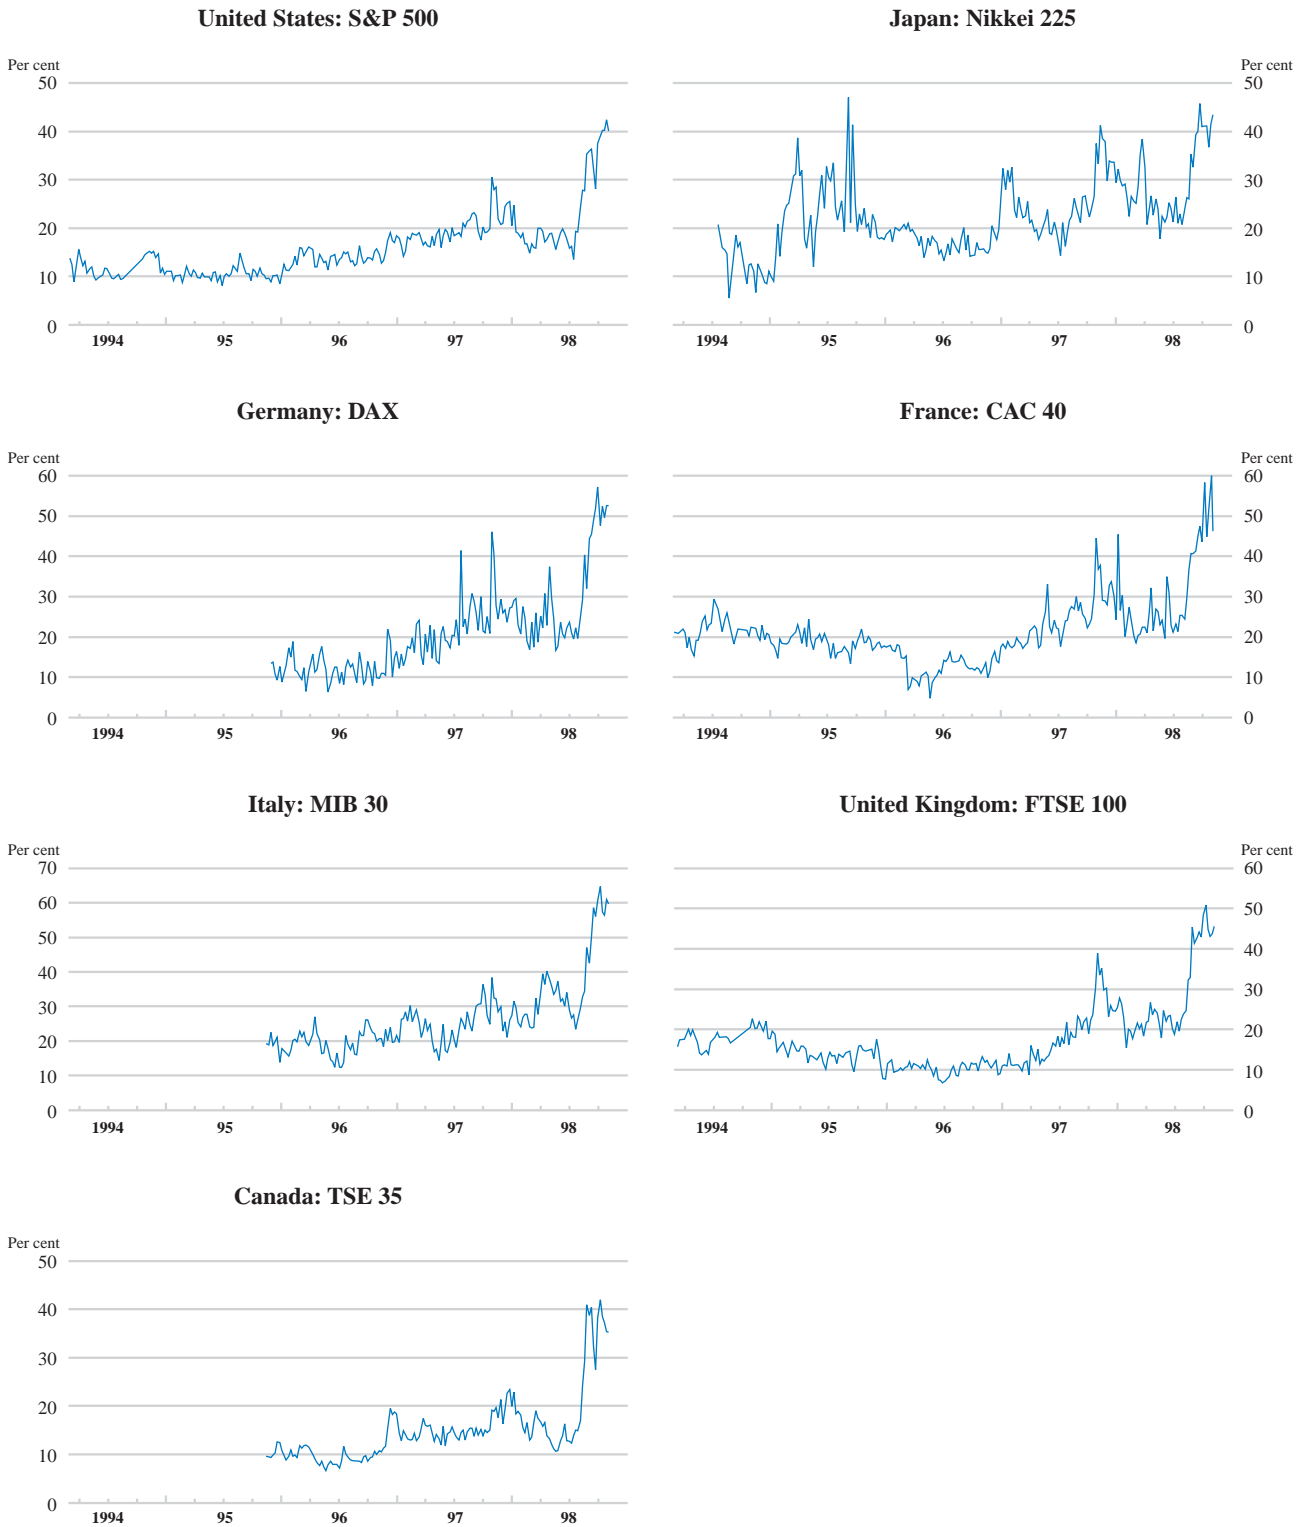 United States: S&P 500
Per cent
50
40
30
20
10
0
1994 95 96 97 98
Japan: Nikkei 225
Per cent
50
40
30
20
10
0
1994 95 96 97 98
Germany: DAX
Per cent
60
50
40
30
20
10
0
1994 95 96 97 98
France: CAC 40
Per cent
60
50
40
30
20
10
0
1994 95 96 97 98
Italy: MIB 30
Per cent
70
60
50
40
30
20
10
0
1994 95 96 97 98
United Kingdom: FTSE 100
Per cent
60
50
40
30
20
10
0
1994 95 96 97 98
Canada: TSE 35
Per cent
50
40
30
20
10
0
1994 95 96 97 98